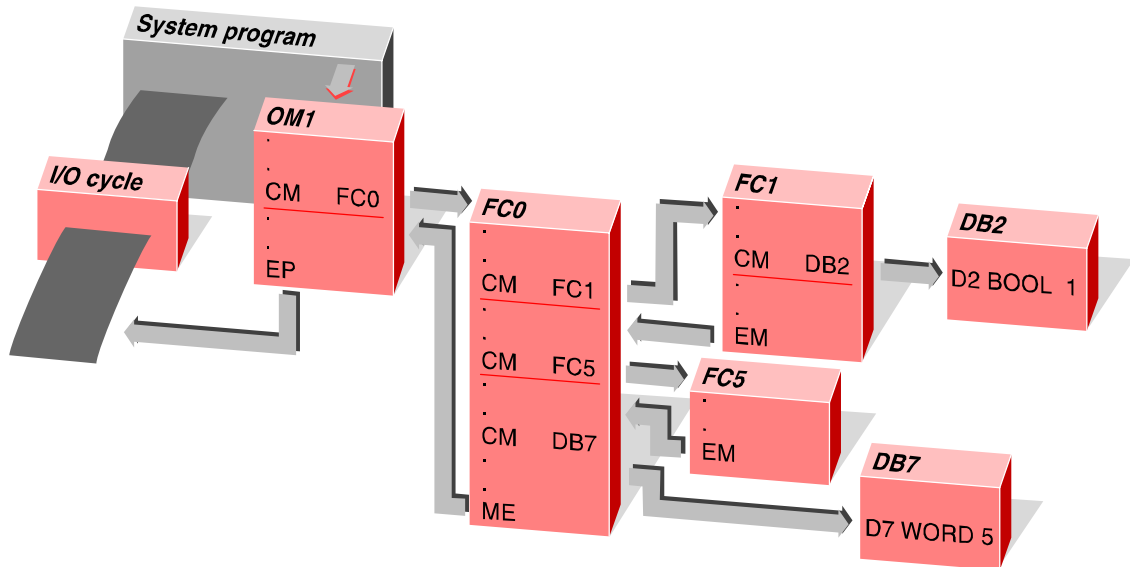 System program
OM1
.
.
CM FC0
.
.
EP
I/O cycle
FC0
.
.
CM FC1
.
.
CM FC5
.
.
CM DB7
.
.
ME
FC1
.
.
CM DB2
.
.
EM
DB2
D2 BOOL 1
FC5
.
.
EM
DB7
D7 WORD 5